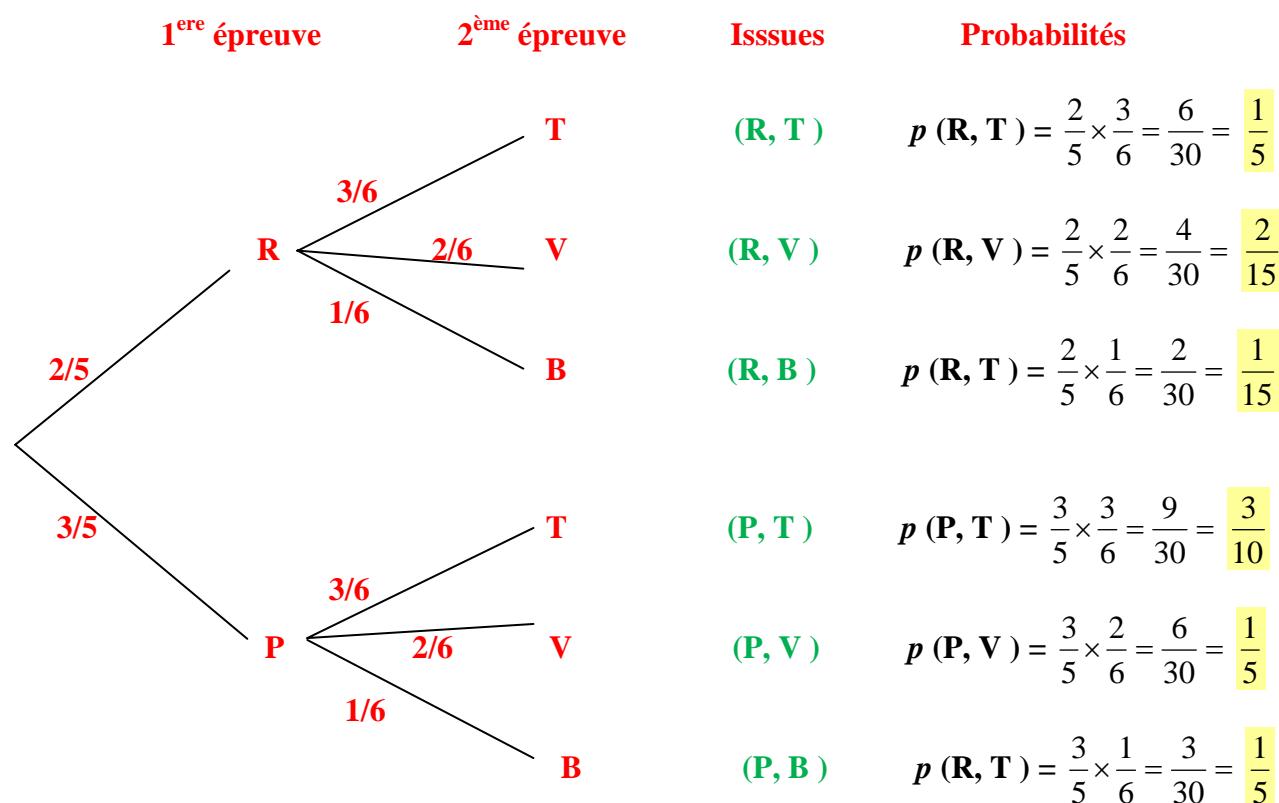 1ere épreuve 2ème épreuve Isssues Probabilités
T (R, T ) p (R, T ) = 2/5 × 3/6 = 6/30 = 1/5
3/6
R 2/6 V (R, V ) p (R, V ) = 2/5 × 2/6 = 4/30 = 2/15
1/6
2/5 B (R, B ) p (R, T ) = 2/5 × 1/6 = 2/30 = 1/15
3/5 T (P, T ) p (P, T ) = 3/5 × 3/6 = 9/30 = 3/10
3/6
P 2/6 V (P, V ) p (P, V ) = 3/5 × 2/6 = 6/30 = 1/5
1/6
B (P, B ) p (R, T ) = 3/5 × 1/6 = 3/30 = 1/5